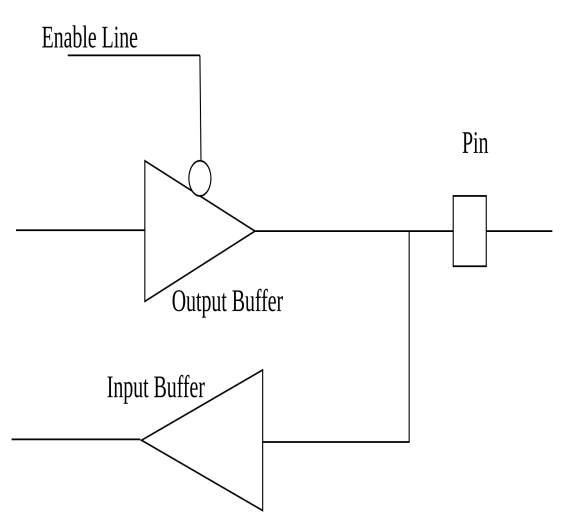 Enable Line
Pin
Output Buffer
Input Buffer